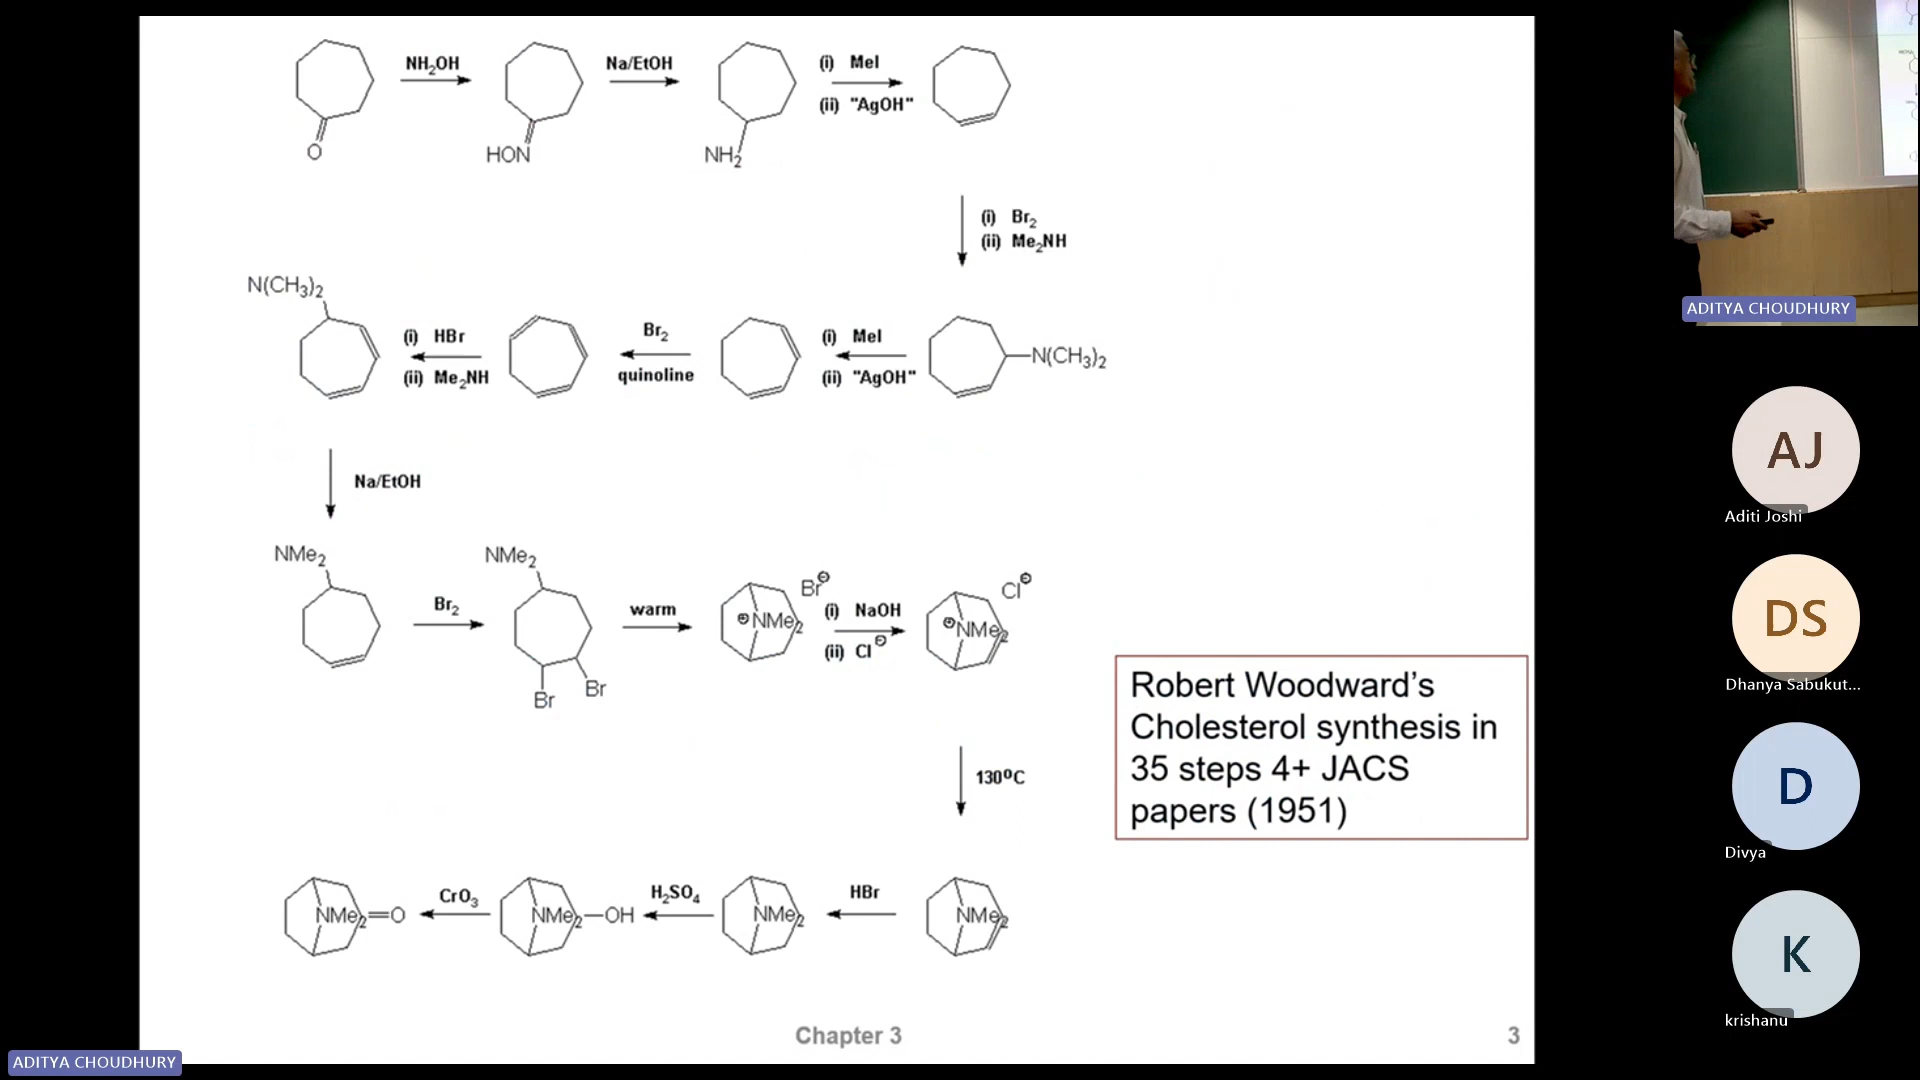 NH2OH
Na/EtOH
(i) MeI
(ii) "AgOH"
O
HON
NH2
(i) Br2
(ii) Me2NH
N(CH3)2
(i) HBr
(ii) Me2NH
Br2
quinoline
(i) MeI
(ii) "AgOH"
N(CH3)2
Na/EtOH
NMe2
Br2
NMe2
Br
Br
warm
⊕NMe2
Br⊖
(i) NaOH
(ii) Cl⊖
⊕NMe2
Cl⊖
130ºC
Robert Woodward's
Cholesterol synthesis in
35 steps 4+ JACS
papers (1951)
NMe2=O
CrO3
NMe2—OH
H2SO4
NMe2
HBr
NMe2
Chapter 3
3
ADITYA CHOUDHURY
ADITYA CHOUDHURY
AJ
Aditi Joshi
DS
Dhanya Sabukut...
D
Divya
K
krishanu